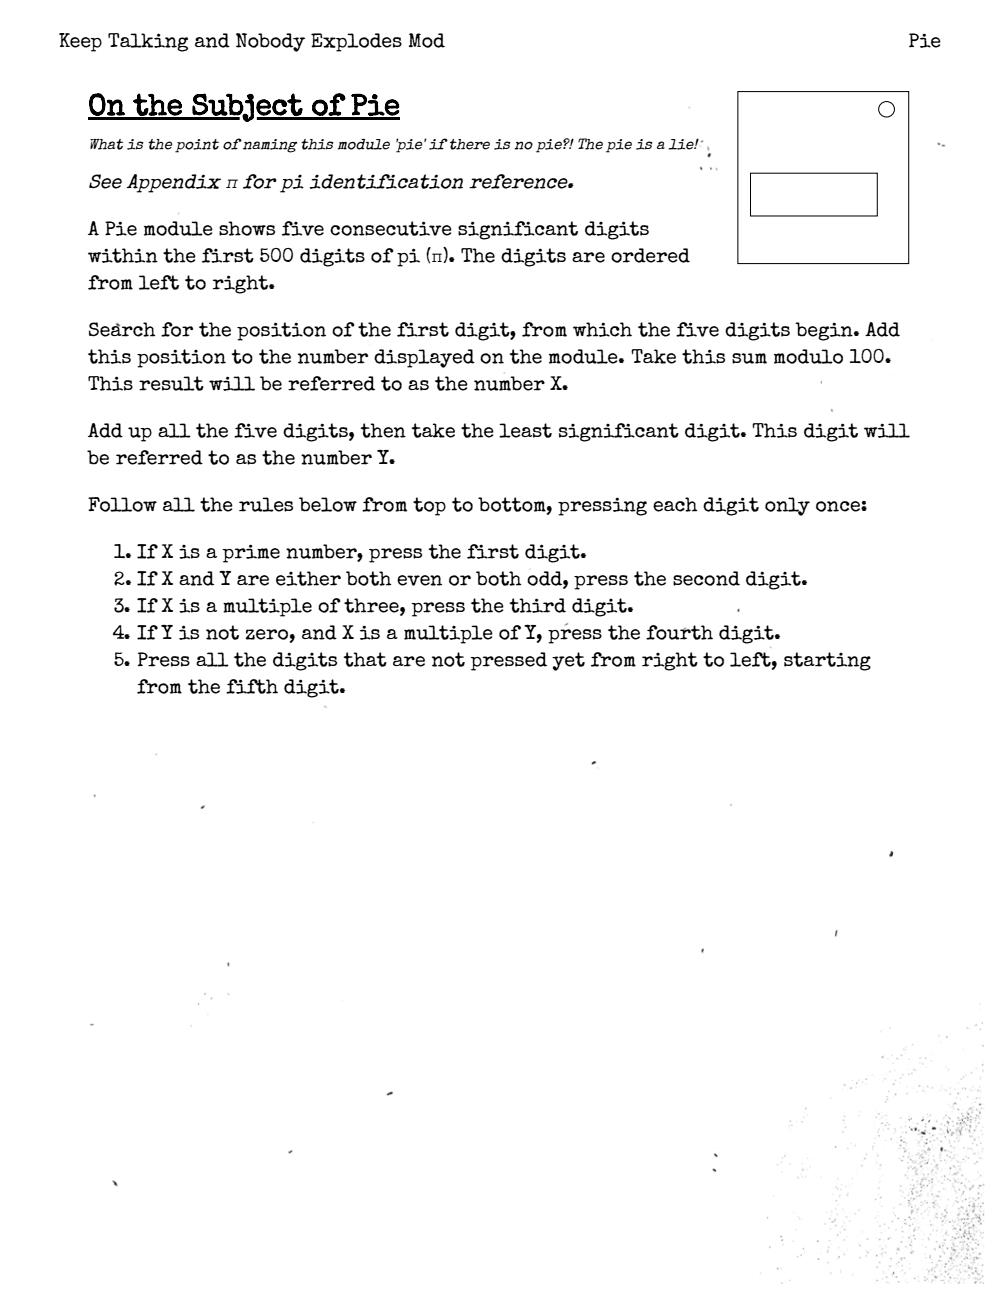 Keep Talking and Nobody Explodes Mod
Pie
On the Subject of Pie
What is the point of naming this module 'pie' if there is no pie?! The pie is a lie!
See Appendix π for pi identification reference.
A Pie module shows five consecutive significant digits
within the first 500 digits of pi (π). The digits are ordered
from left to right.
Search for the position of the first digit, from which the five digits begin. Add
this position to the number displayed on the module. Take this sum modulo 100.
This result will be referred to as the number X.
Add up all the five digits, then take the least significant digit. This digit will
be referred to as the number Y.
Follow all the rules below from top to bottom, pressing each digit only once:
1. If X is a prime number, press the first digit.
2. If X and Y are either both even or both odd, press the second digit.
3. If X is a multiple of three, press the third digit.
4. If Y is not zero, and X is a multiple of Y, press the fourth digit.
5. Press all the digits that are not pressed yet from right to left, starting
from the fifth digit.